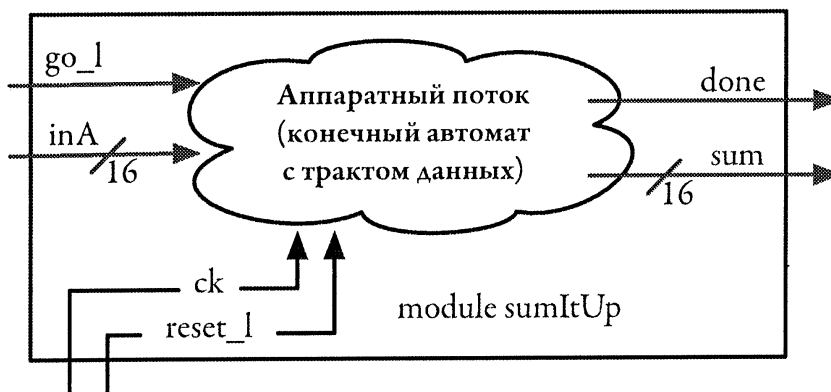 go_l
inA
16
Аппаратный поток
(конечный автомат
с трактом данных)
done
sum
16
ck
reset_l
module sumItUp